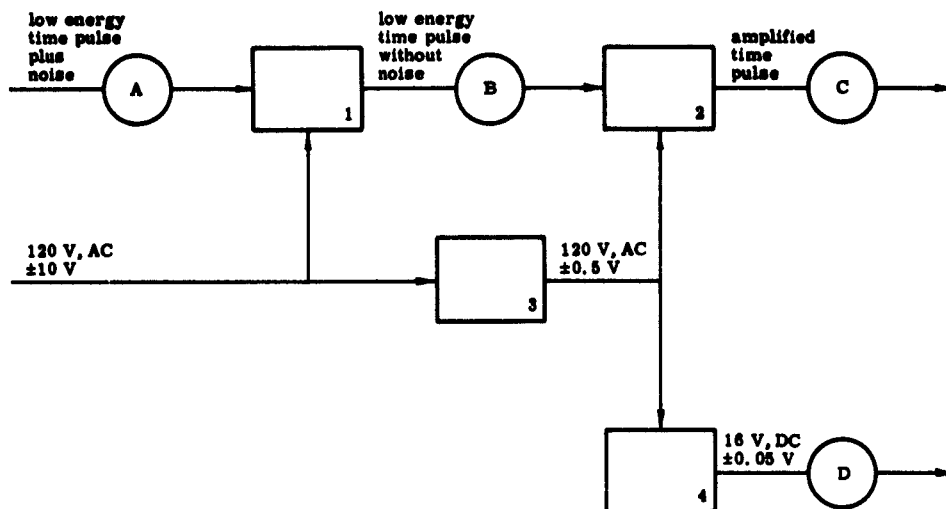 low energy
time pulse
plus
noise
A
1
low energy
time pulse
without
noise
B
2
amplified
time
pulse
C
120 V, AC
±10 V
3
120 V, AC
±0.5 V
4
16 V, DC
±0.05 V
D